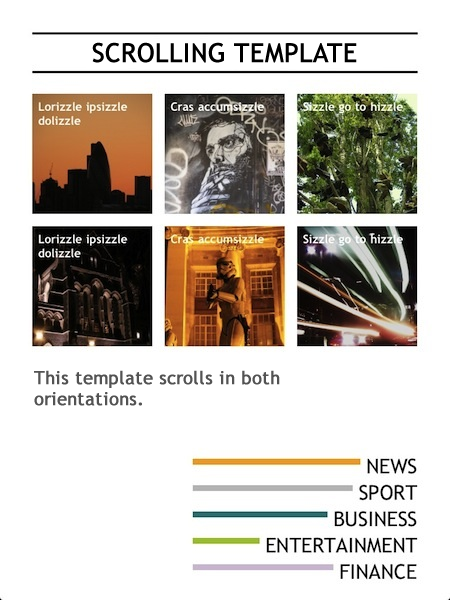 SCROLLING TEMPLATE
Lorizzle ipsizzle
dolizzle
Cras accumsizzle
Sizzle go to hizzle
Lorizzle ipsizzle
dolizzle
Cras accumsizzle
Sizzle go to hizzle
This template scrolls in both
orientations.
NEWS
SPORT
BUSINESS
ENTERTAINMENT
FINANCE